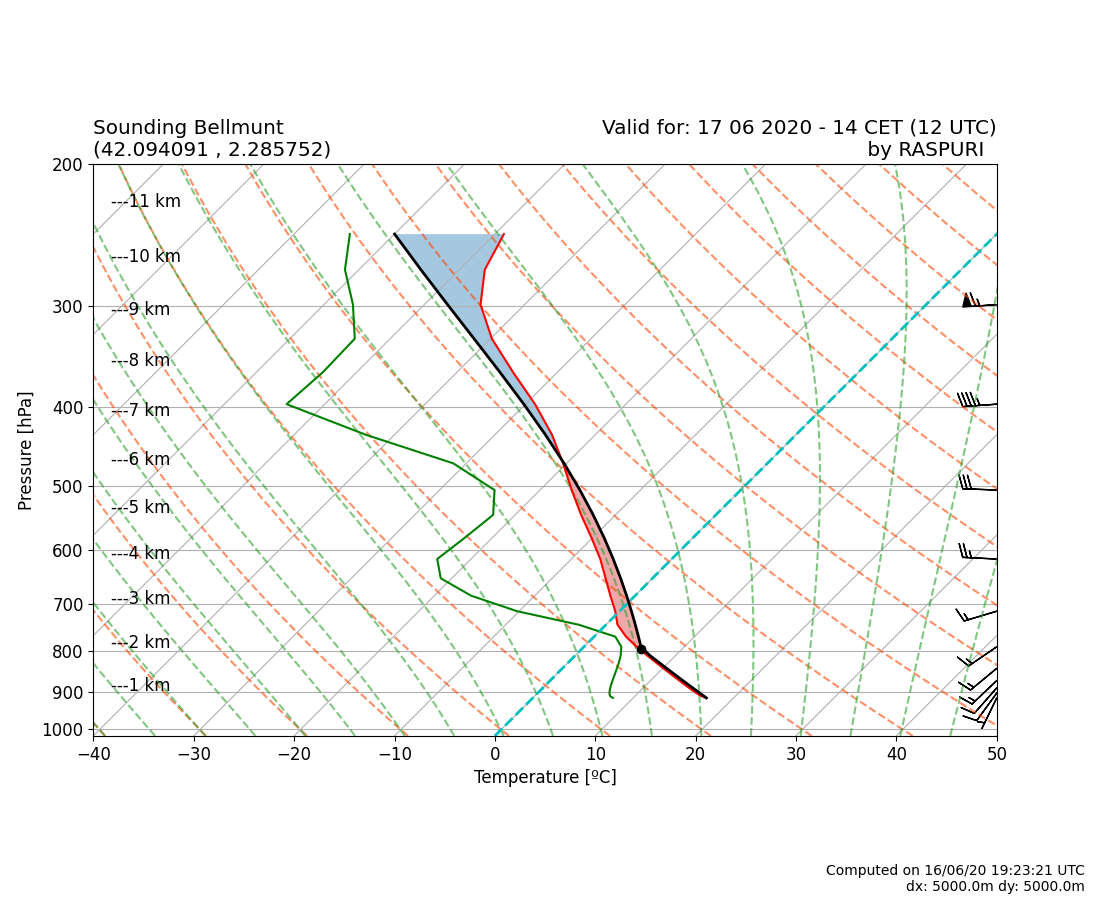 Sounding Bellmunt
(42.094091 , 2.285752)
Valid for: 17 06 2020 - 14 CET (12 UTC)
by RASPURI
200
300
400
500
600
700
800
900
1000
Pressure [hPa]
---11 km
---10 km
---9 km
---8 km
---7 km
---6 km
---5 km
---4 km
---3 km
---2 km
---1 km
−40 −30 −20 −10 0 10 20 30 40 50
Temperature [ºC]
Computed on 16/06/20 19:23:21 UTC
dx: 5000.0m dy: 5000.0m